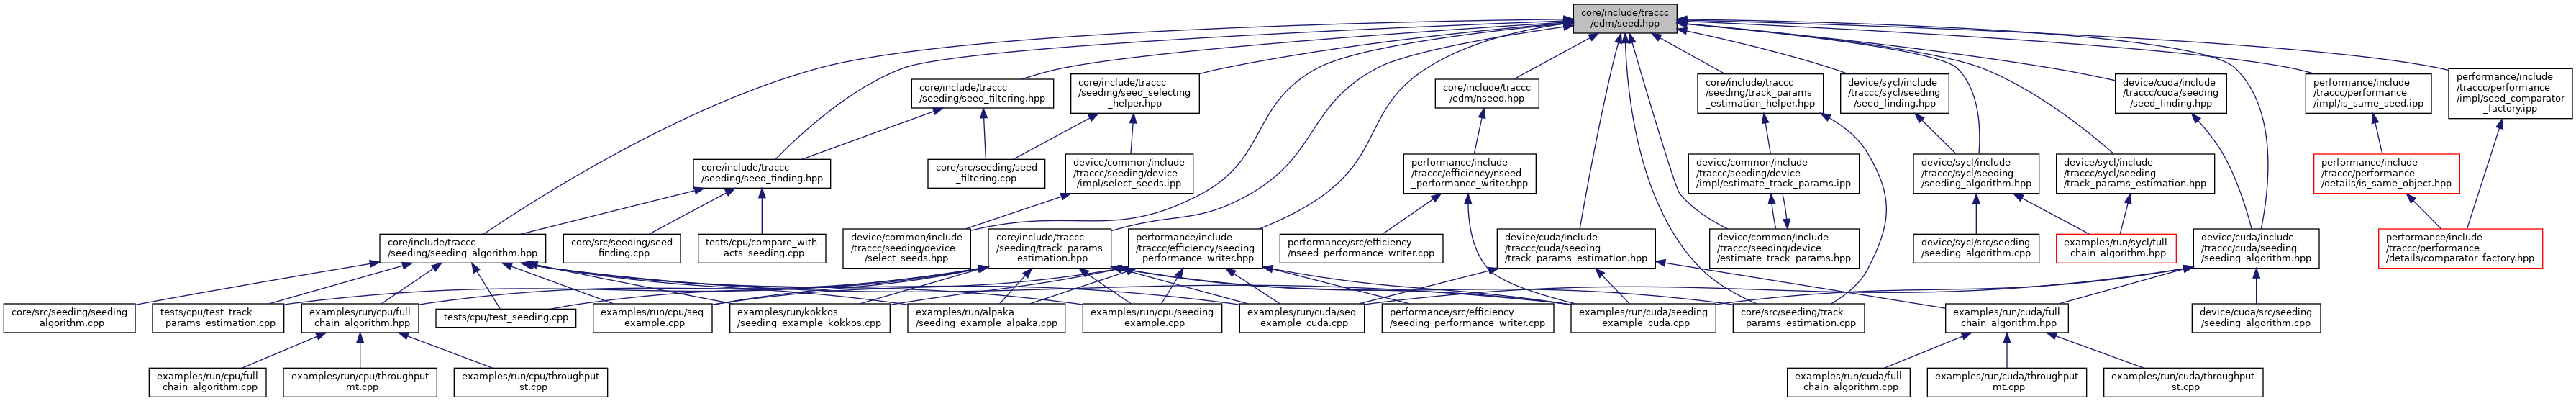 core/include/traccc
/edm/seed.hpp
core/include/traccc
/seeding/seed_filtering.hpp
core/include/traccc
/seeding/seed_selecting
_helper.hpp
core/include/traccc
/edm/nseed.hpp
core/include/traccc
/seeding/track_params
_estimation_helper.hpp
device/sycl/include
/traccc/sycl/seeding
/seed_finding.hpp
device/cuda/include
/traccc/cuda/seeding
/seed_finding.hpp
performance/include
/traccc/performance
/impl/is_same_seed.ipp
performance/include
/traccc/performance
/impl/seed_comparator
_factory.ipp
core/include/traccc
/seeding/seed_finding.hpp
core/src/seeding/seed
_filtering.cpp
device/common/include
/traccc/seeding/device
/impl/select_seeds.ipp
performance/include
/traccc/efficiency/nseed
_performance_writer.hpp
device/common/include
/traccc/seeding/device
/impl/estimate_track_params.ipp
device/sycl/include
/traccc/sycl/seeding
/seeding_algorithm.hpp
device/sycl/include
/traccc/sycl/seeding
/track_params_estimation.hpp
performance/include
/traccc/performance
/details/is_same_object.hpp
core/include/traccc
/seeding/seeding_algorithm.hpp
core/src/seeding/seed
_finding.cpp
tests/cpu/compare_with
_acts_seeding.cpp
device/common/include
/traccc/seeding/device
/select_seeds.hpp
core/include/traccc
/seeding/track_params
_estimation.hpp
performance/include
/traccc/efficiency/seeding
_performance_writer.hpp
performance/src/efficiency
/nseed_performance_writer.cpp
device/cuda/include
/traccc/cuda/seeding
/track_params_estimation.hpp
device/common/include
/traccc/seeding/device
/estimate_track_params.hpp
device/sycl/src/seeding
/seeding_algorithm.cpp
examples/run/sycl/full
_chain_algorithm.hpp
device/cuda/include
/traccc/cuda/seeding
/seeding_algorithm.hpp
performance/include
/traccc/performance
/details/comparator_factory.hpp
core/src/seeding/seeding
_algorithm.cpp
tests/cpu/test_track
_params_estimation.cpp
examples/run/cpu/full
_chain_algorithm.hpp
tests/cpu/test_seeding.cpp
examples/run/cpu/seq
_example.cpp
examples/run/kokkos
/seeding_example_kokkos.cpp
examples/run/alpaka
/seeding_example_alpaka.cpp
examples/run/cpu/seeding
_example.cpp
examples/run/cuda/seq
_example_cuda.cpp
performance/src/efficiency
/seeding_performance_writer.cpp
examples/run/cuda/seeding
_example_cuda.cpp
core/src/seeding/track
_params_estimation.cpp
examples/run/cuda/full
_chain_algorithm.hpp
device/cuda/src/seeding
/seeding_algorithm.cpp
examples/run/cpu/full
_chain_algorithm.cpp
examples/run/cpu/throughput
_mt.cpp
examples/run/cpu/throughput
_st.cpp
examples/run/cuda/full
_chain_algorithm.cpp
examples/run/cuda/throughput
_mt.cpp
examples/run/cuda/throughput
_st.cpp